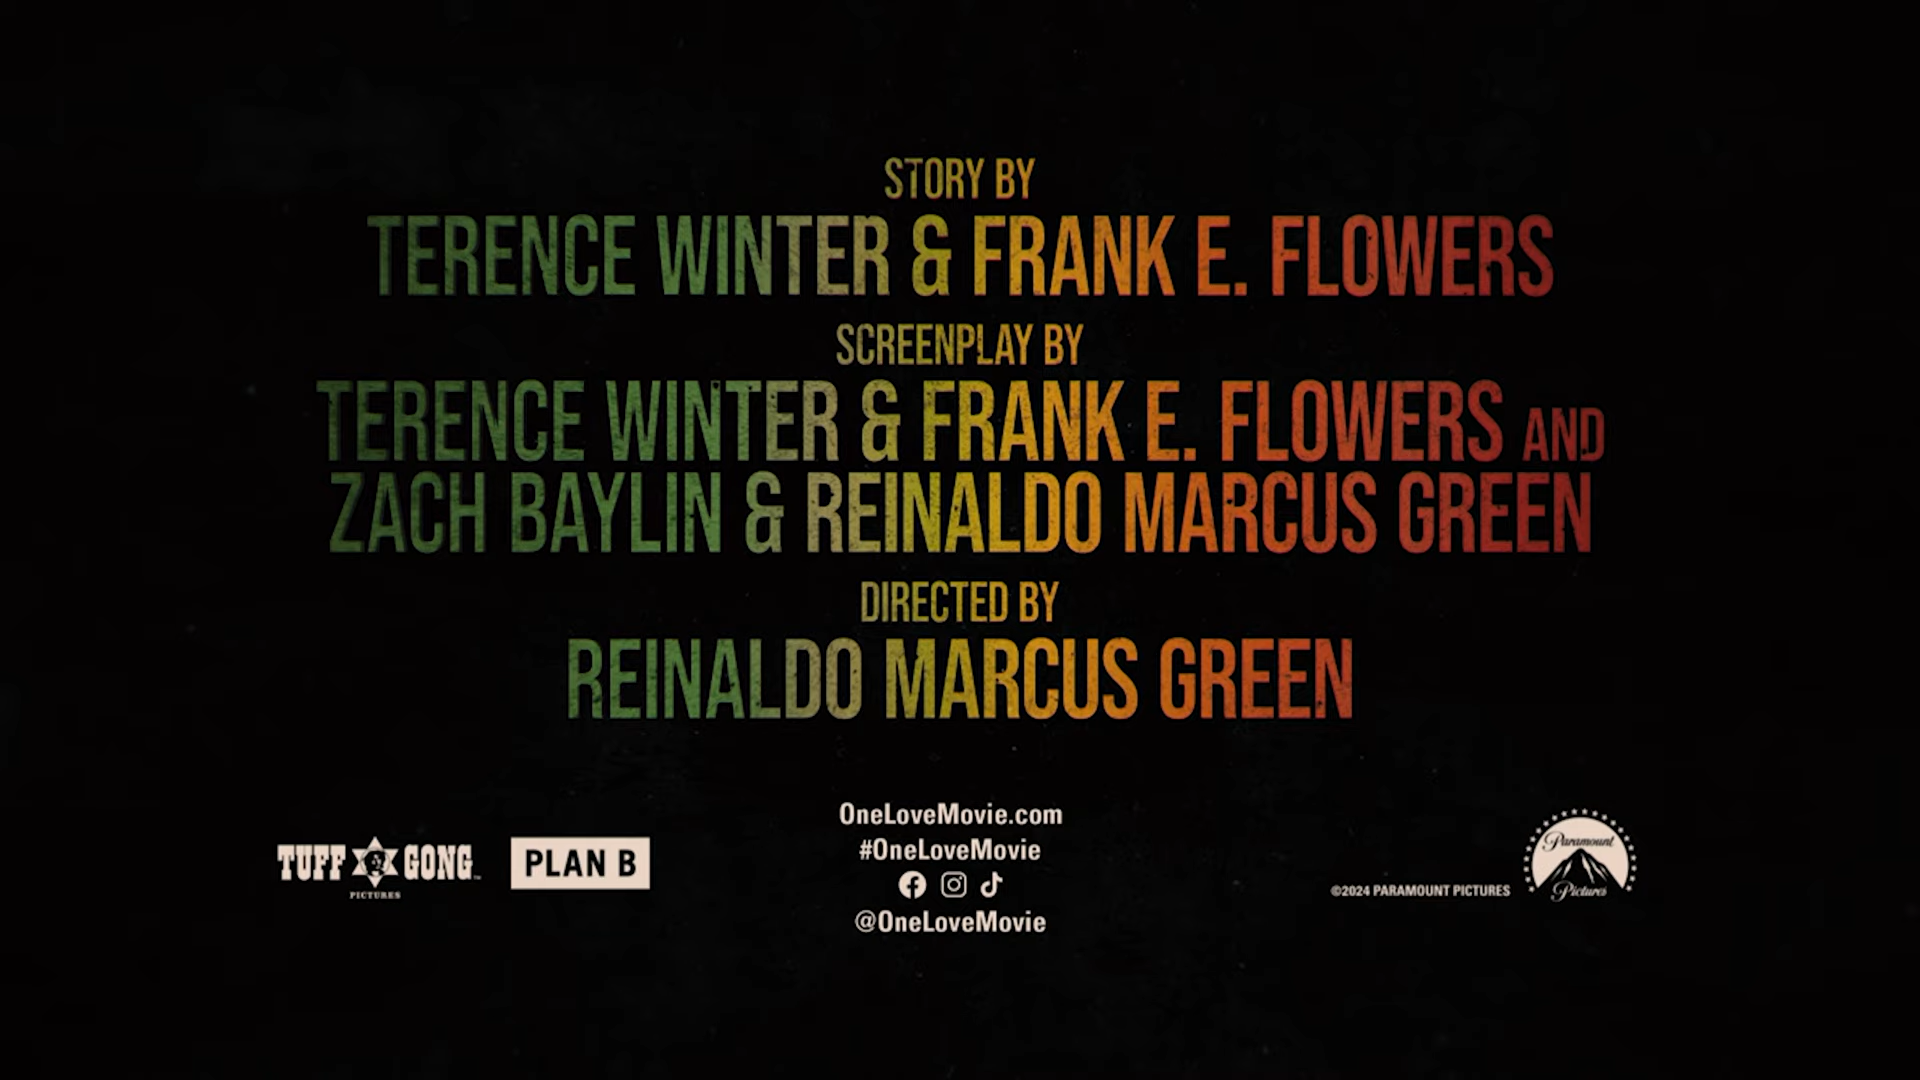 STORY BY
TERENCE WINTER & FRANK E. FLOWERS
SCREENPLAY BY
TERENCE WINTER & FRANK E. FLOWERS AND
ZACH BAYLIN & REINALDO MARCUS GREEN
DIRECTED BY
REINALDO MARCUS GREEN
TUFF GONG
PICTURES
PLAN B
OneLoveMovie.com
#OneLoveMovie
@OneLoveMovie
©2024 PARAMOUNT PICTURES
Paramount
Pictures